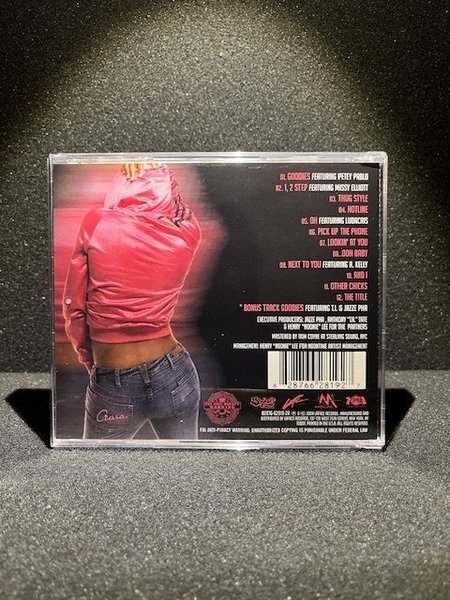 01. GOODIES FEATURING PETEY PABLO
02. 1, 2 STEP FEATURING MISSY ELLIOTT
03. THUG STYLE
04. HOTLINE
05. OH FEATURING LUDACRIS
06. PICK UP THE PHONE
07. LOOKIN' AT YOU
08. OOH BABY
09. NEXT TO YOU FEATURING R. KELLY
10. AND I
11. OTHER CHICKS
12. THE TITLE
* BONUS TRACK GOODIES FEATURING T.I. & JAZZE PHA
EXECUTIVE PRODUCERS: JAZZE PHA, ANTHONY "T.A." TATE
& HENRY "NOONIE" LEE FOR THE PARTNERS
MASTERED BY TOM COYNE AT STERLING SOUND, NYC
MANAGEMENT: HENRY "NOONIE" LEE FOR NOONTIME ARTIST MANAGEMENT
8 28766 28192 7
Ciara
82876-62819-2R
FBI ANTI-PIRACY WARNING: UNAUTHORIZED COPYING IS PUNISHABLE UNDER FEDERAL LAW